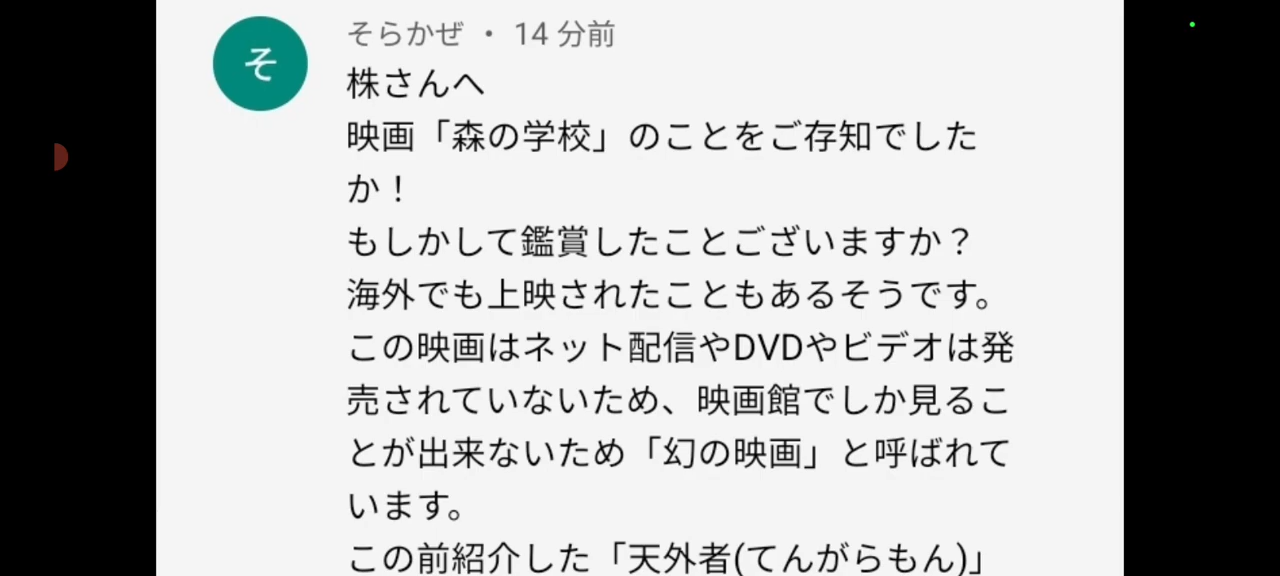 そ
そらかぜ • 14 分前
株さんへ
映画「森の学校」のことをご存知でした
か！
もしかして鑑賞したことございますか？
海外でも上映されたこともあるそうです。
この映画はネット配信やDVDやビデオは発
売されていないため、映画館でしか見るこ
とが出来ないため「幻の映画」と呼ばれて
います。
この前紹介した「天外者(てんがらもん)」